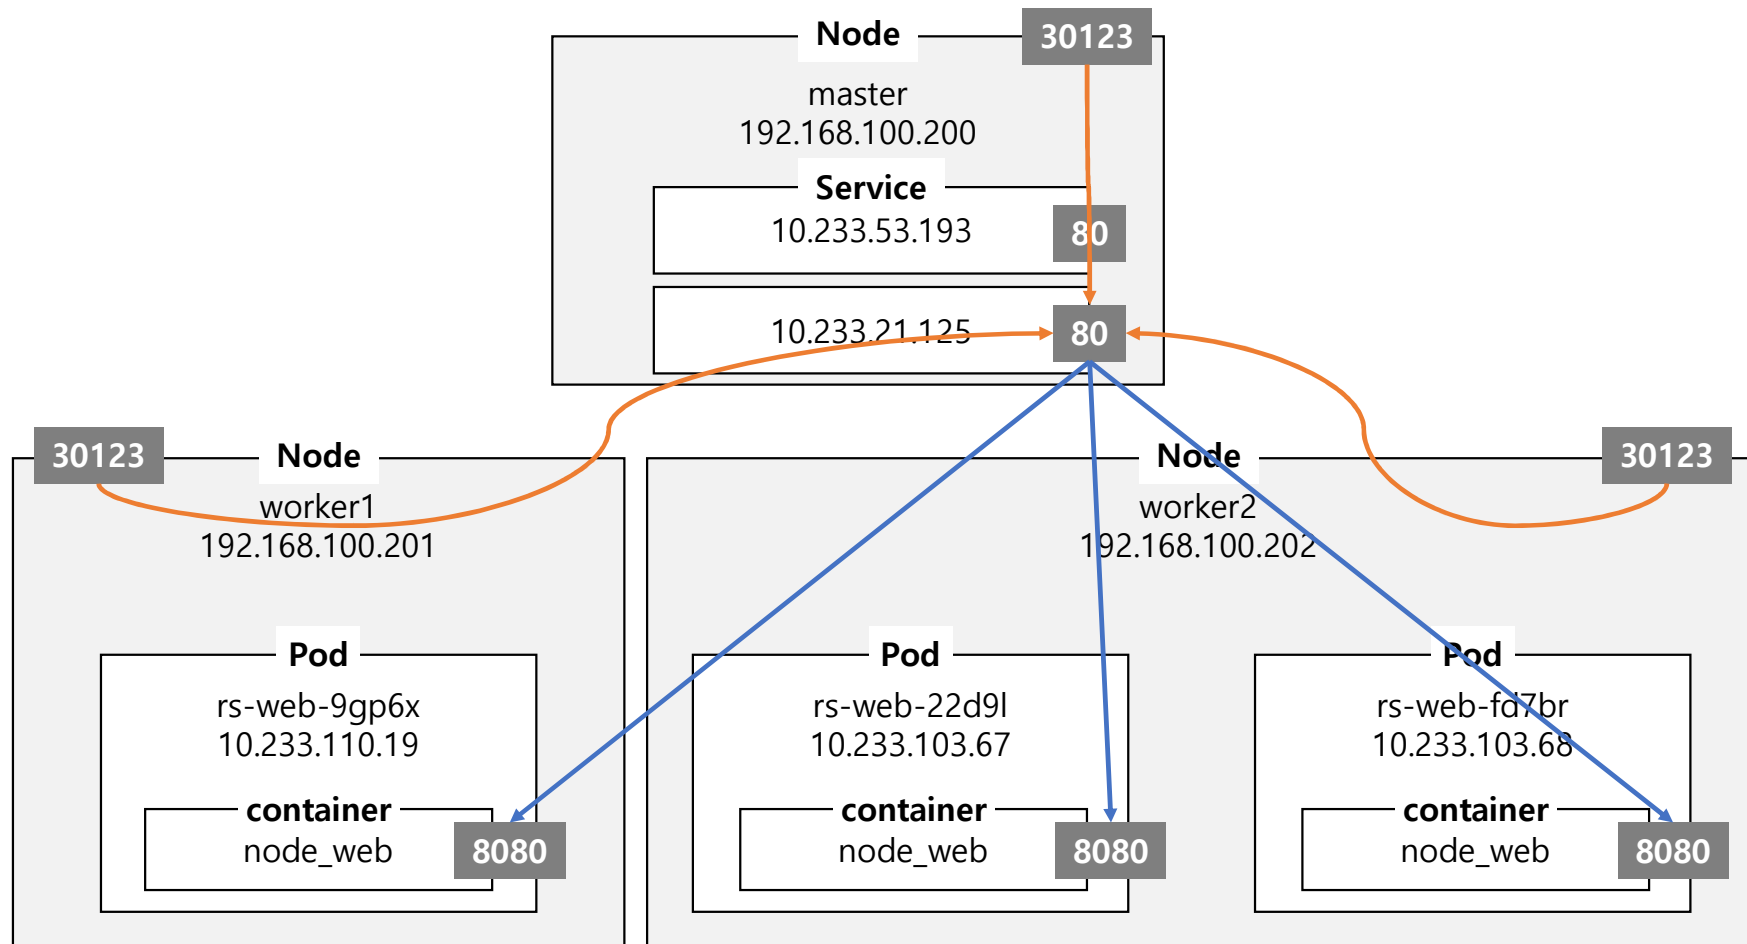 Node
30123
master
192.168.100.200
Service
10.233.53.193
80
10.233.21.125
80
30123
Node
worker1
192.168.100.201
Node
30123
worker2
192.168.100.202
Pod
rs-web-9gp6x
10.233.110.19
container
node_web
8080
Pod
rs-web-22d9l
10.233.103.67
container
node_web
8080
Pod
rs-web-fd7br
10.233.103.68
container
node_web
8080